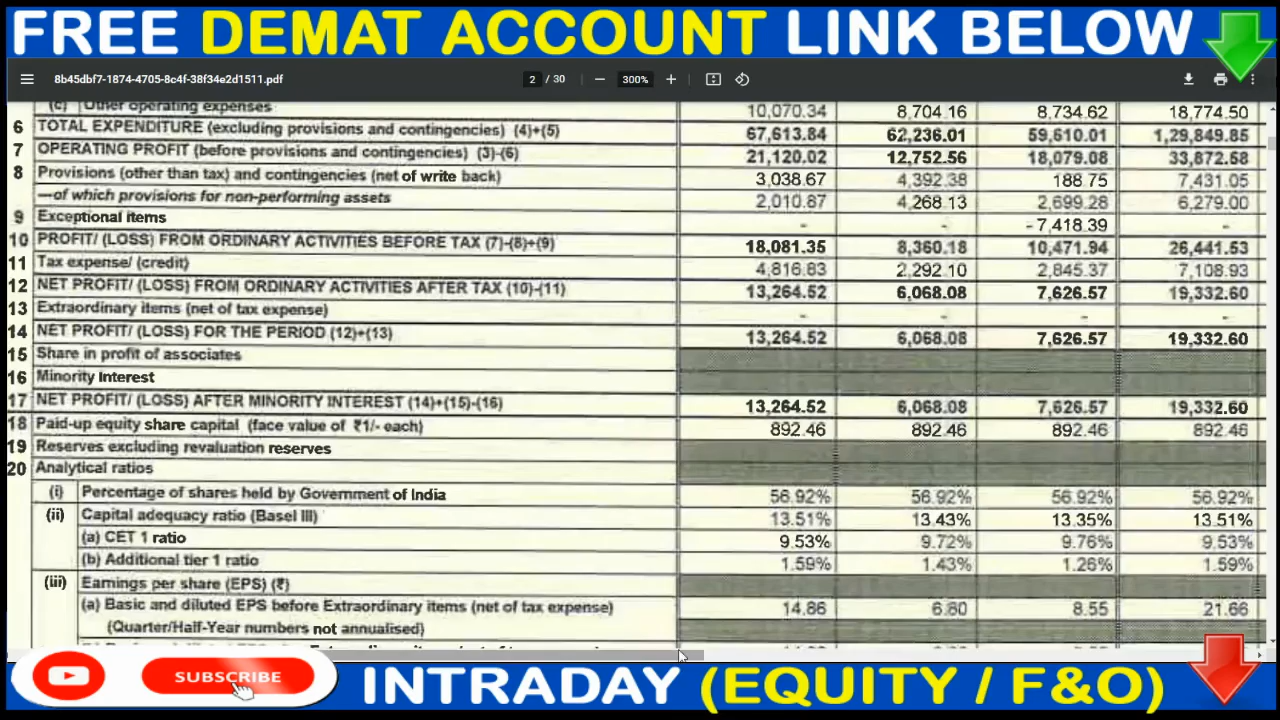 FREE DEMAT ACCOUNT LINK BELOW
8b45dbf7-1874-4705-8c4f-38f34e2d1511.pdf 2 / 30 300%
(c) Other operating expenses 10,070.34 8,704.16 8,734.62 18,774.50
6 TOTAL EXPENDITURE (excluding provisions and contingencies) (4)+(5) 67,613.84 62,236.01 59,610.01 1,29,849.85
7 OPERATING PROFIT (before provisions and contingencies) (3)-(6) 21,120.02 12,752.56 18,079.08 33,872.58
8 Provisions (other than tax) and contingencies (net of write back) 3,038.67 4,392.38 188.75 7,431.05
—of which provisions for non-performing assets 2,010.87 4,268.13 2,699.28 6,279.00
9 Exceptional items - - -7,418.39 -
10 PROFIT/ (LOSS) FROM ORDINARY ACTIVITIES BEFORE TAX (7)-(8)+(9) 18,081.35 8,360.18 10,471.94 26,441.53
11 Tax expense/ (credit) 4,816.83 2,292.10 2,845.37 7,108.93
12 NET PROFIT/ (LOSS) FROM ORDINARY ACTIVITIES AFTER TAX (10)-(11) 13,264.52 6,068.08 7,626.57 19,332.60
13 Extraordinary items (net of tax expense) - - - -
14 NET PROFIT/ (LOSS) FOR THE PERIOD (12)+(13) 13,264.52 6,068.08 7,626.57 19,332.60
15 Share in profit of associates
16 Minority Interest
17 NET PROFIT/ (LOSS) AFTER MINORITY INTEREST (14)+(15)-(16) 13,264.52 6,068.08 7,626.57 19,332.60
18 Paid-up equity share capital (face value of ₹1/- each) 892.46 892.46 892.46 892.46
19 Reserves excluding revaluation reserves
20 Analytical ratios
(i) Percentage of shares held by Government of India 56.92% 56.92% 56.92% 56.92%
(ii) Capital adequacy ratio (Basel III) 13.51% 13.43% 13.35% 13.51%
(a) CET 1 ratio 9.53% 9.72% 9.76% 9.53%
(b) Additional tier 1 ratio 1.59% 1.43% 1.26% 1.59%
(iii) Earnings per share (EPS) (₹)
(a) Basic and diluted EPS before Extraordinary items (net of tax expense) 14.86 6.80 8.55 21.66
(Quarter/Half-Year numbers not annualised)
SUBSCRIBE
INTRADAY (EQUITY / F&O)